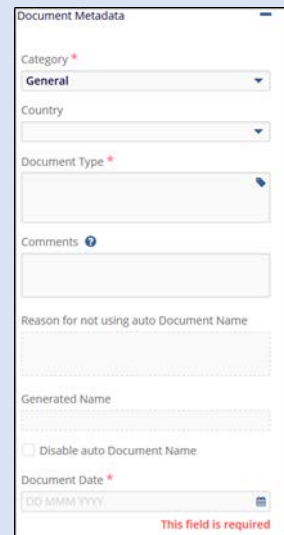 Document Metadata
Category *
General
Country
Document Type *
Comments
Reason for not using auto Document Name
Generated Name
Disable auto Document Name
Document Date *
DD MMM YYYY
This field is required